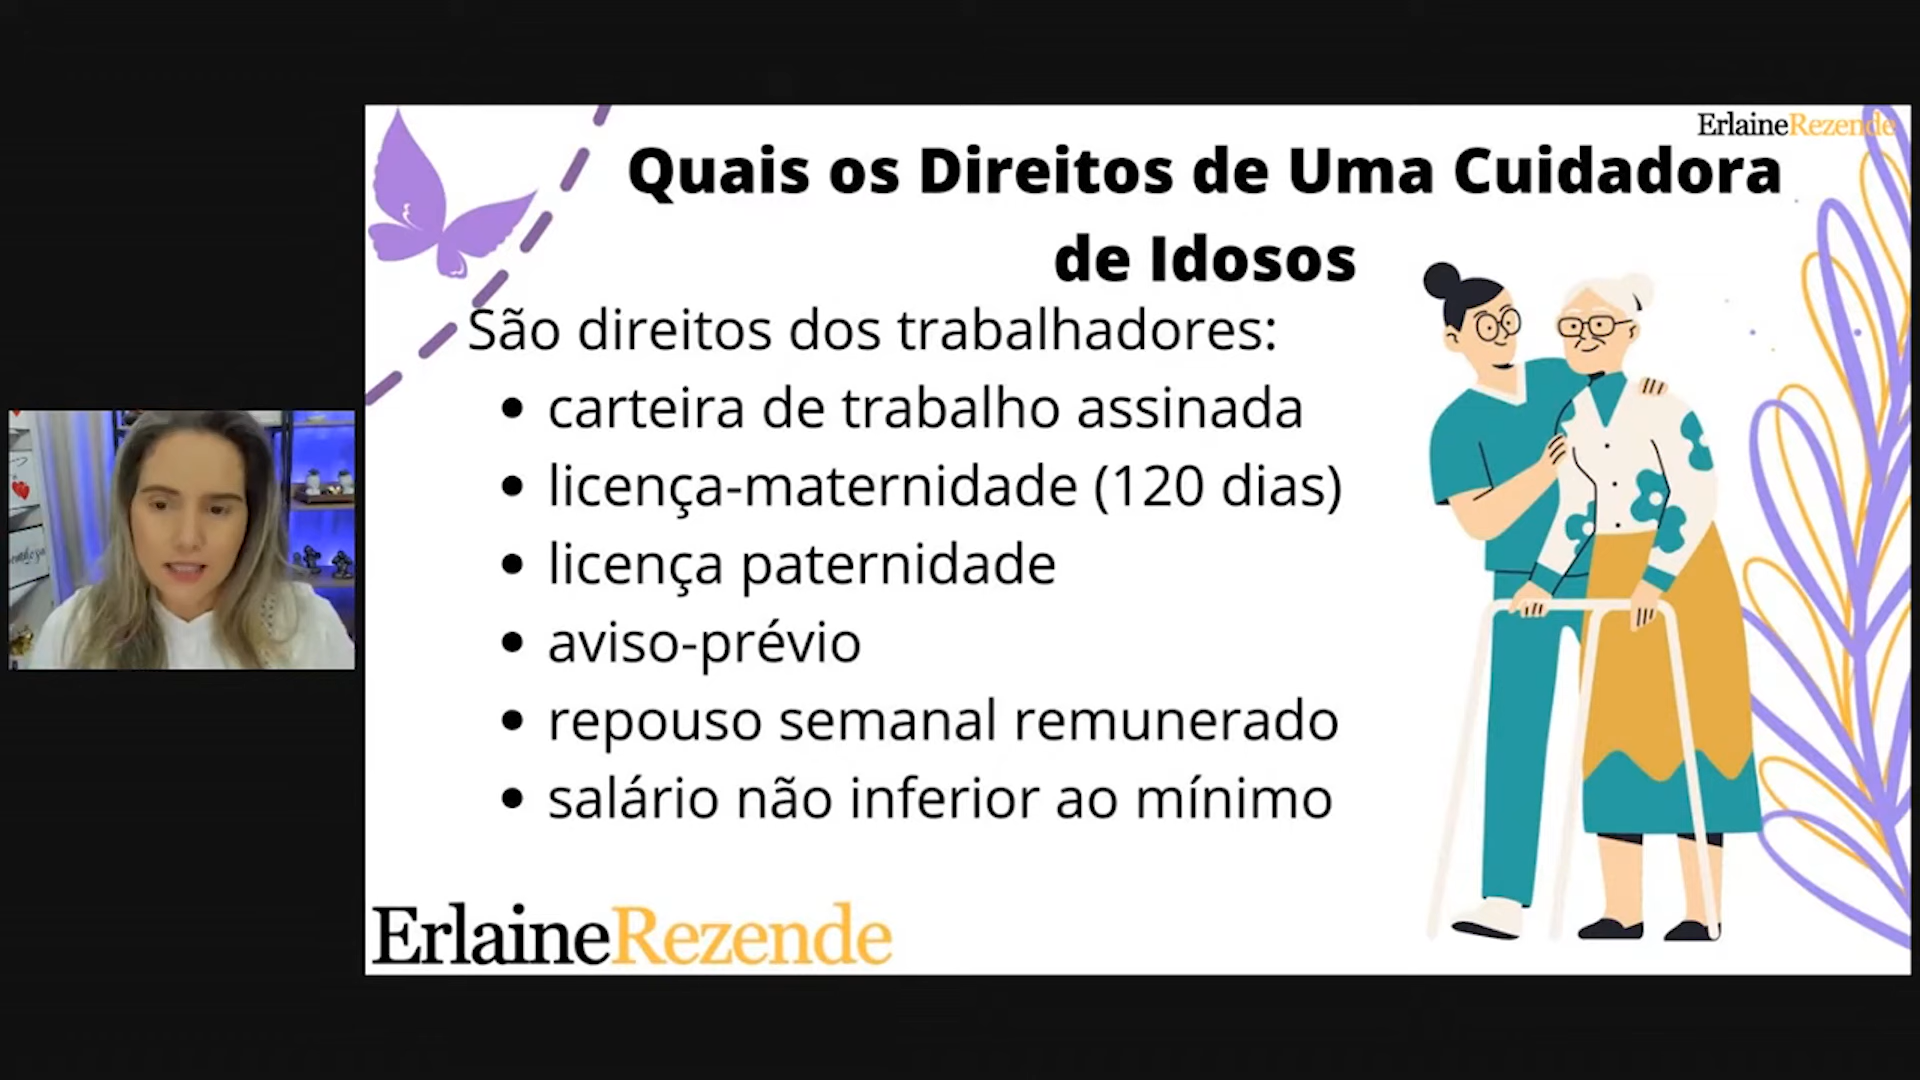 ErlaineRezende
Quais os Direitos de Uma Cuidadora
de Idosos
São direitos dos trabalhadores:
• carteira de trabalho assinada
• licença-maternidade (120 dias)
• licença paternidade
• aviso-prévio
• repouso semanal remunerado
• salário não inferior ao mínimo
ErlaineRezende